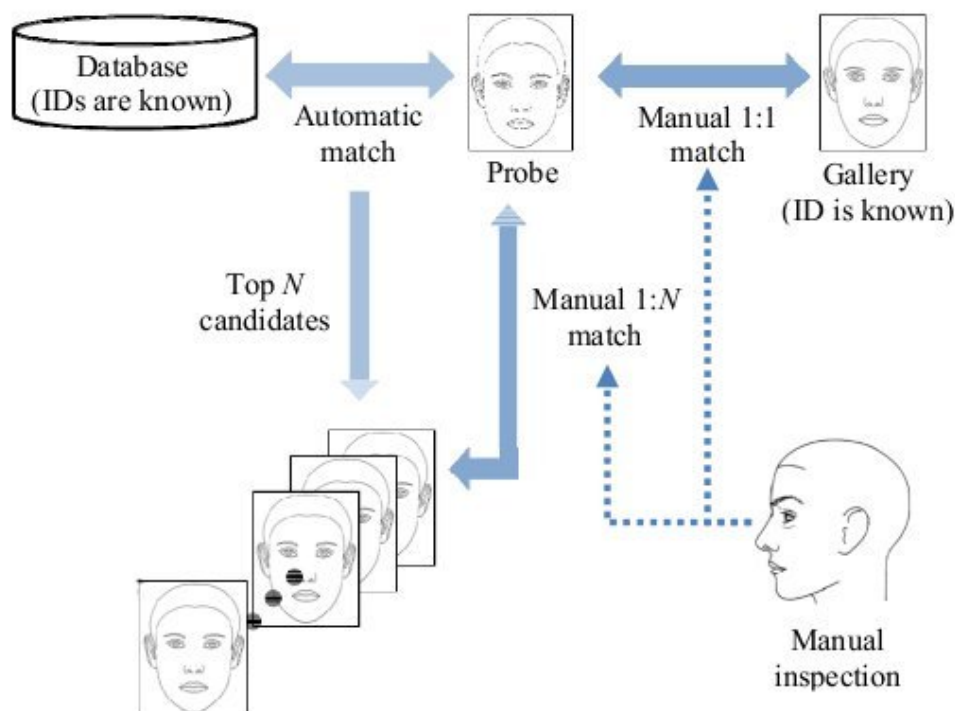 Database
(IDs are known)
Automatic
match
Probe
Manual 1:1
match
Gallery
(ID is known)
Top N
candidates
Manual 1:N
match
Manual
inspection